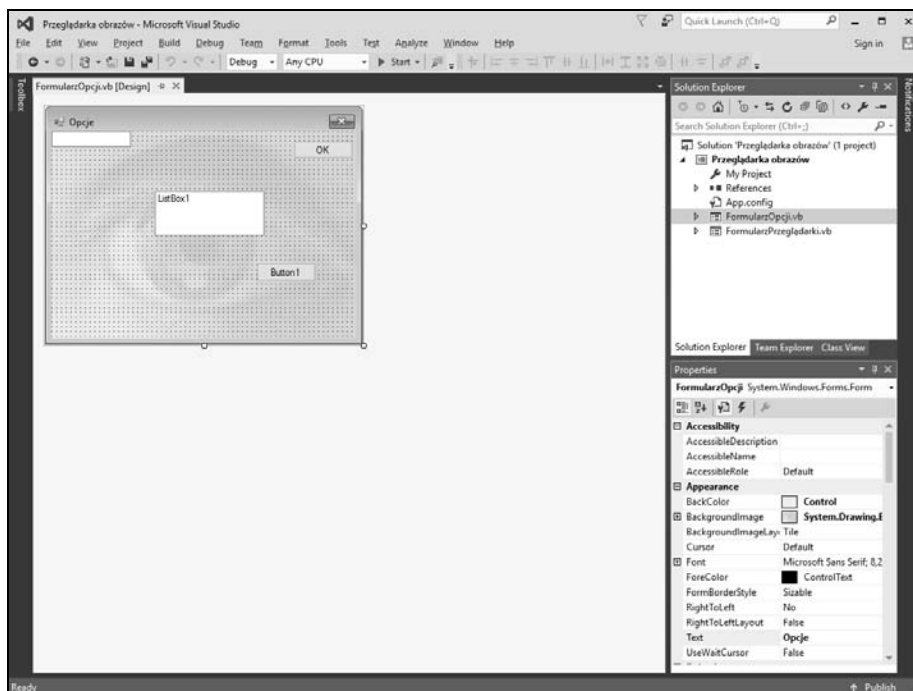 Przeglądarka obrazów - Microsoft Visual Studio
Quick Launch (Ctrl+Q)
File Edit View Project Build Debug Team Format Tools Test Analyze Window Help
Sign in
Debug Any CPU Start
Toolbox
FormularzOpcji.vb [Design]
Opcje
OK
ListBox1
Button1
Solution Explorer
Notifications
Search Solution Explorer (Ctrl+;)
Solution 'Przeglądarka obrazów' (1 project)
Przeglądarka obrazów
My Project
References
App.config
FormularzOpcji.vb
FormularzPrzeglądarki.vb
Solution Explorer Team Explorer Class View
Properties
FormularzOpcji System.Windows.Forms.Form
Accessibility
AccessibleDescription
AccessibleName
AccessibleRole Default
Appearance
BackColor Control
BackgroundImage System.Drawing.E
BackgroundImageLay Tile
Cursor Default
Font Microsoft Sans Serif; 8,2
ForeColor ControlText
FormBorderStyle Sizable
RightToLeft No
RightToLeftLayout False
Text Opcje
UseWaitCursor False
Ready
Publish